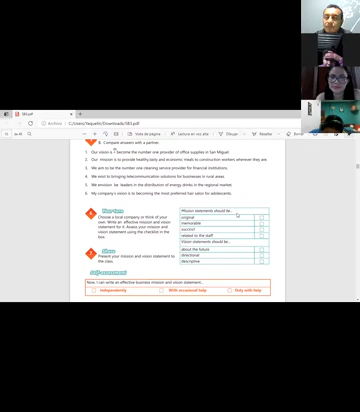 SB3.pdf
Archivo
C:/Users/Yaquelin/Downloads/SB3.pdf
Vista de página
Lectura en voz alta
Dibujar
Resaltar
B. Compare answers with a partner.
to
1 Our vision is ^ become the number one provider of office supplies in San Miguel
2 Our mission is to provide healthy tasty and economic meals to construction workers wherever they are.
3 We aim to be the number one cleaning service provider for financial institutions.
4 We exist to bringing telecommunication solutions for businesses in rural areas.
5 We envision be leaders in the distribution of energy drinks in the regional market.
6 My company's vision is to becoming the most preferred hair salon for adolescents.
Your turn
Choose a local company or think of your own. Write an effective mission and vision statement for it. Assess your mission and vision statement using the checklist in the box.
Mission statements should be...
original
memorable
succinct
related to the staff
Vision statements should be...
about the future
directional
descriptive
7
Share
Present your mission and vision statement to the class.
Self-assessment
Now, I can write an effective business mission and vision statement...
Independently
With occasional help
Only with help